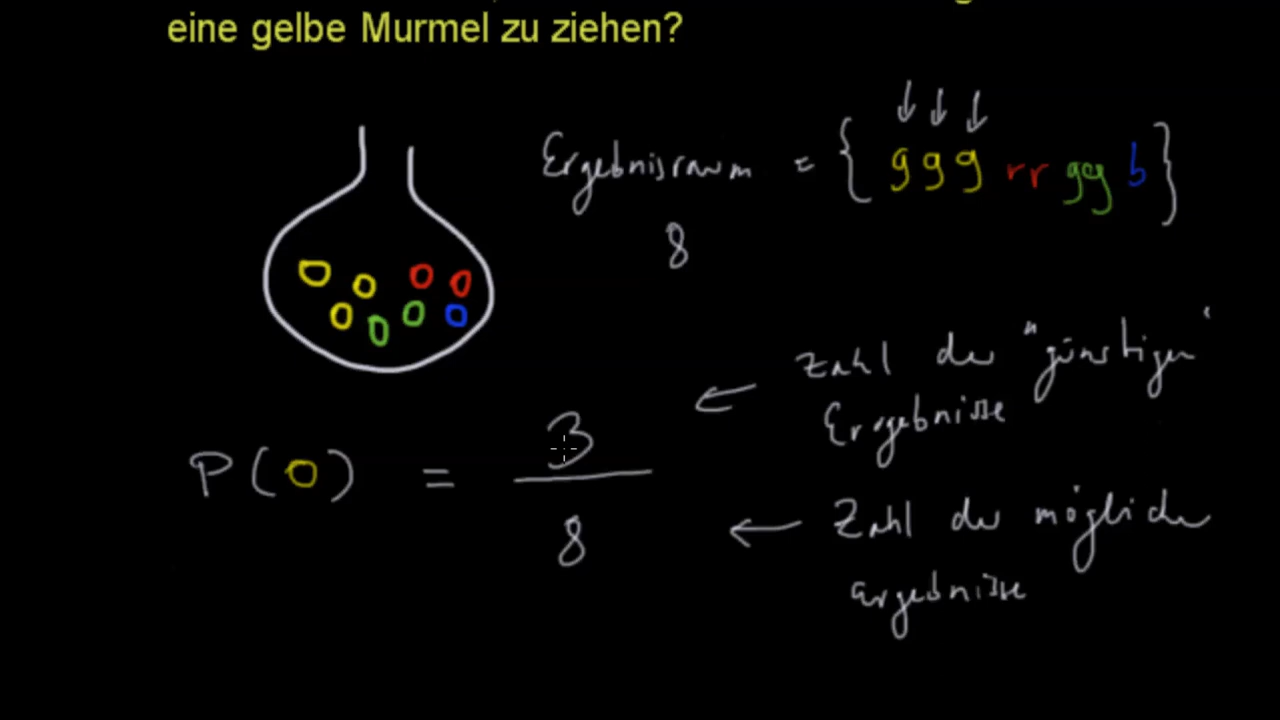 eine gelbe Murmel zu ziehen?
Ergebnisraum = { g g g r r g g b }
8
Zahl der "günstigen"
Ergebnisse
P(O) = 3/8
Zahl der möglichen
ergebnisse